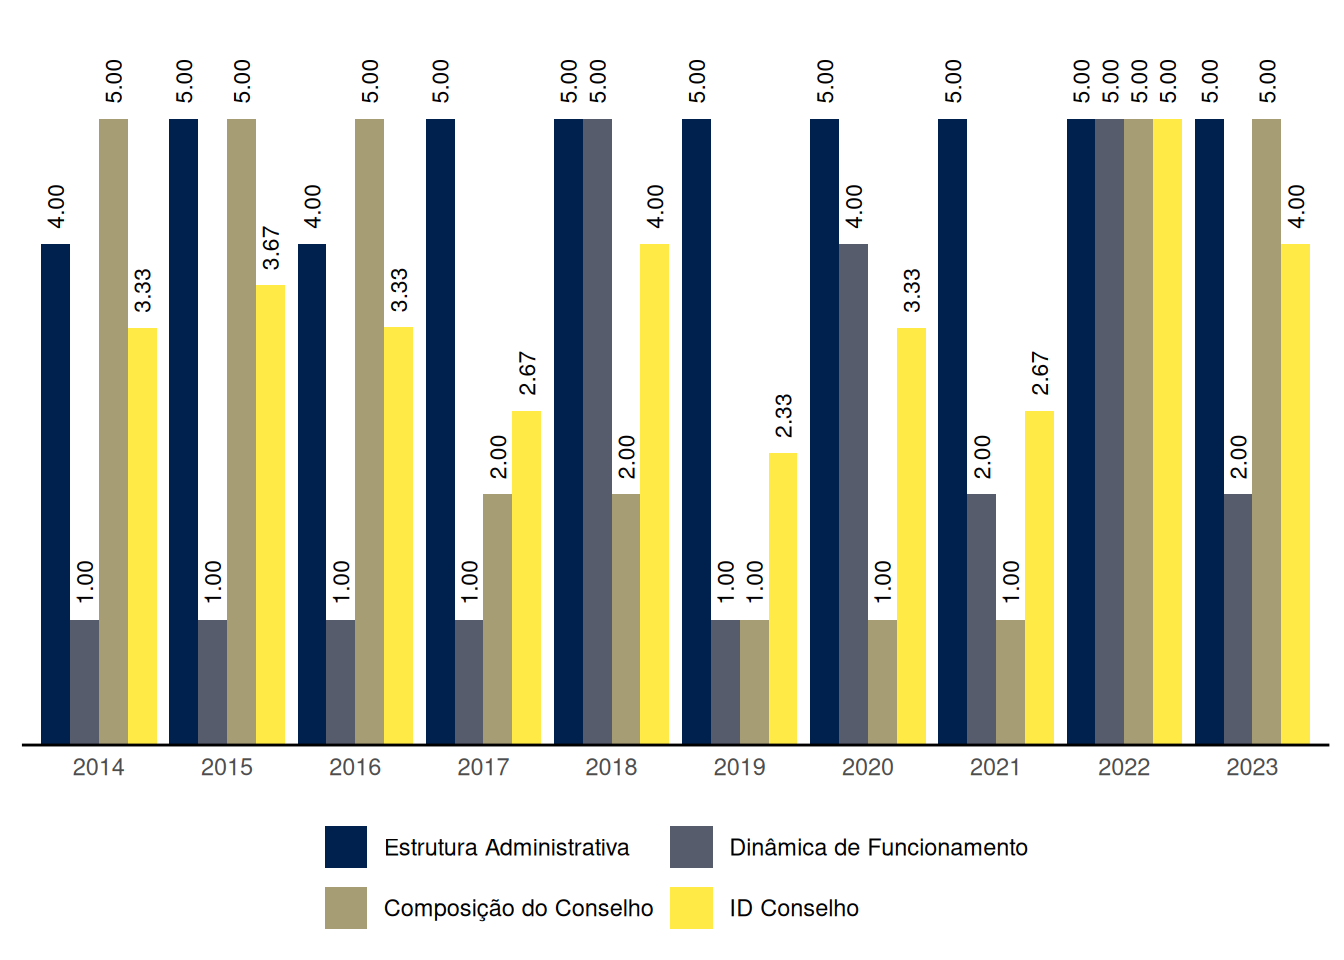 4.00 1.00 5.00 3.33
5.00 1.00 5.00 3.67
4.00 1.00 5.00 3.33
5.00 1.00 2.00 2.67
5.00 5.00 2.00 4.00
5.00 1.00 1.00 2.33
5.00 4.00 1.00 3.33
5.00 2.00 1.00 2.67
5.00 5.00 5.00 5.00
5.00 2.00 5.00 4.00
2014 2015 2016 2017 2018 2019 2020 2021 2022 2023
Estrutura Administrativa Dinâmica de Funcionamento
Composição do Conselho ID Conselho